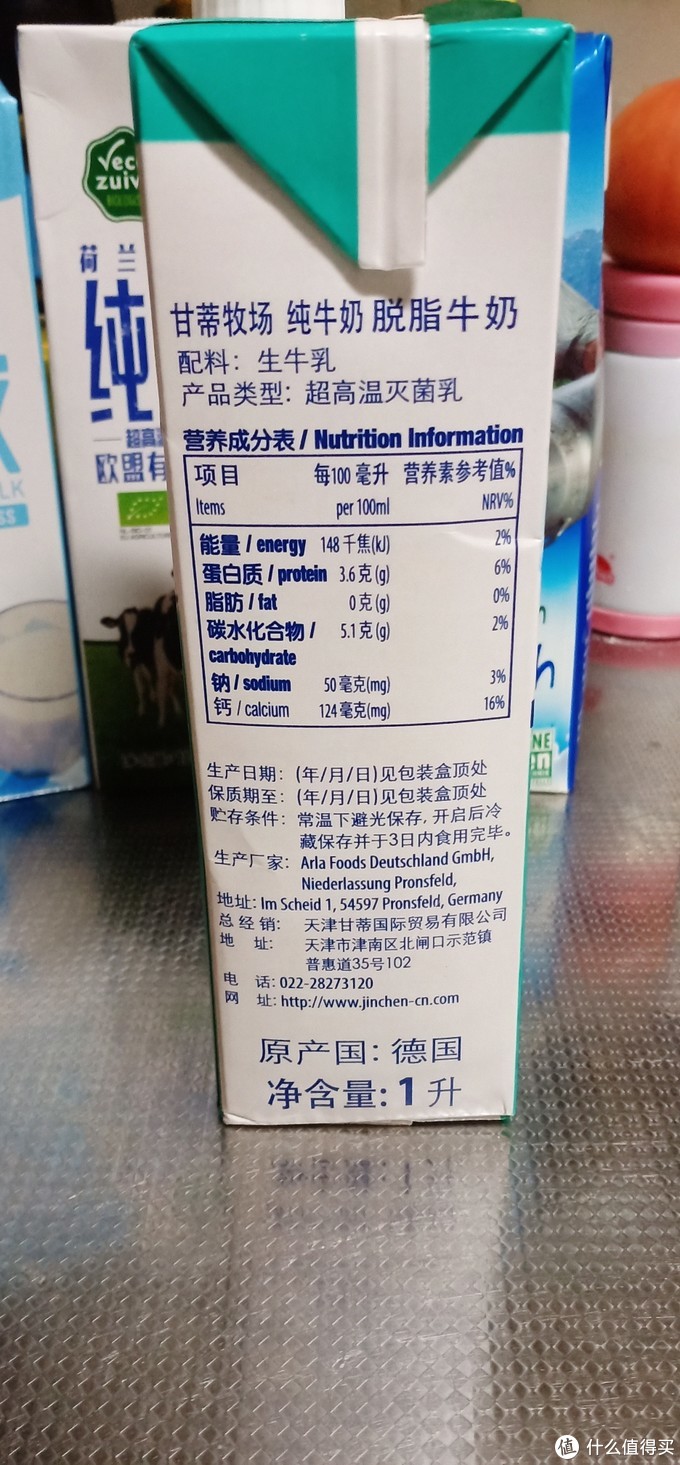 甘蒂牧场 纯牛奶 脱脂牛奶
配料：生牛乳
产品类型：超高温灭菌乳
营养成分表 / Nutrition Information
项目 每100 毫升 营养素参考值%
Items per 100ml NRV%
能量 / energy 148 千焦(kJ) 2%
蛋白质 / protein 3.6 克(g) 6%
脂肪 / fat 0 克(g) 0%
碳水化合物 / 5.1 克(g) 2%
carbohydrate
钠 / sodium 50 毫克(mg) 3%
钙 / calcium 124 毫克(mg) 16%
生产日期：(年/月/日)见包装盒顶处
保质期至：(年/月/日)见包装盒顶处
贮存条件：常温下避光保存，开启后冷
藏保存并于3日内食用完毕。
生产厂家：Arla Foods Deutschland GmbH,
Niederlassung Pronsfeld,
地址：Im Scheid 1, 54597 Pronsfeld, Germany
总经销：天津甘蒂国际贸易有限公司
地 址：天津市津南区北闸口示范镇
普惠道35号102
电 话：022-28273120
网 址：http://www.jinchen-cn.com
原产国：德国
净含量：1 升
zuiv
荷兰
纯
超高温
欧盟有
LK
SS
NE
值 什么值得买